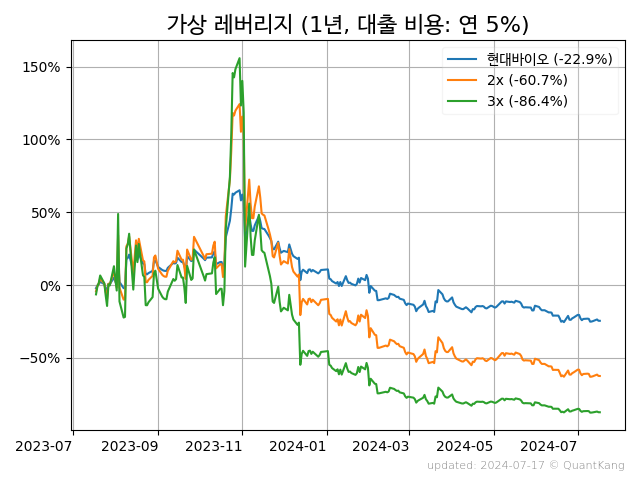 가상 레버리지 (1년, 대출 비용: 연 5%)
현대바이오 (-22.9%)
2x (-60.7%)
3x (-86.4%)
150%
100%
50%
0%
−50%
2023-07 2023-09 2023-11 2024-01 2024-03 2024-05 2024-07
updated: 2024-07-17 © QuantKang